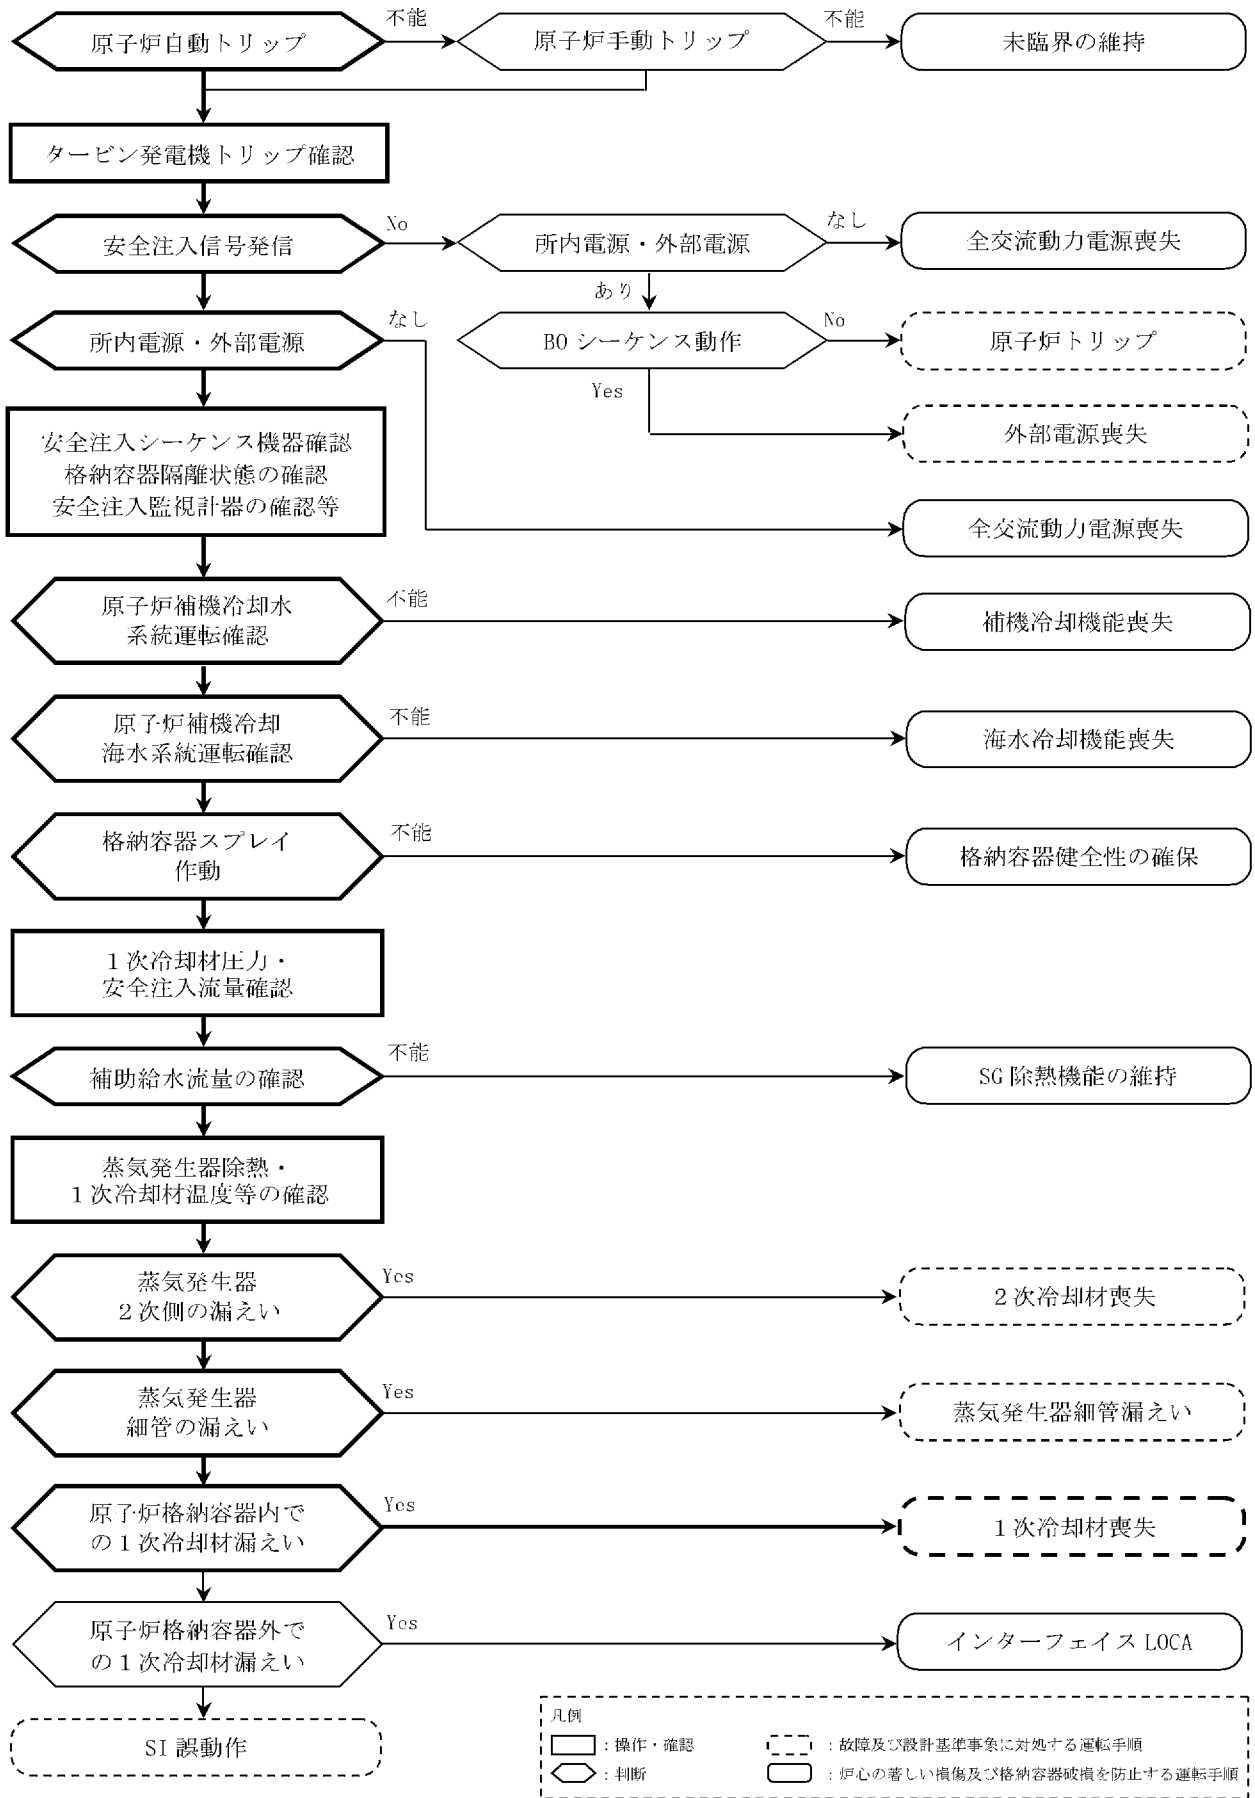 原子炉自動トリップ
不能
原子炉手動トリップ
不能
未臨界の維持
タービン発電機トリップ確認
安全注入信号発信
No
所内電源・外部電源
なし
全交流動力電源喪失
あり
所内電源・外部電源
なし
BO シーケンス動作
No
原子炉トリップ
Yes
外部電源喪失
安全注入シーケンス機器確認
格納容器隔離状態の確認
安全注入監視計器の確認等
全交流動力電源喪失
原子炉補機冷却水
系統運転確認
不能
補機冷却機能喪失
原子炉補機冷却
海水系統運転確認
不能
海水冷却機能喪失
格納容器スプレイ
作動
不能
格納容器健全性の確保
1次冷却材圧力・
安全注入流量確認
補助給水流量の確認
不能
SG 除熱機能の維持
蒸気発生器除熱・
1次冷却材温度等の確認
蒸気発生器
2次側の漏えい
Yes
2次冷却材喪失
蒸気発生器
細管の漏えい
Yes
蒸気発生器細管漏えい
原子炉格納容器内で
の1次冷却材漏えい
Yes
1次冷却材喪失
原子炉格納容器外で
の1次冷却材漏えい
Yes
インターフェイス LOCA
SI 誤動作
凡例
：操作・確認
：故障及び設計基準事象に対処する運転手順
：判断
：炉心の著しい損傷及び格納容器破損を防止する運転手順